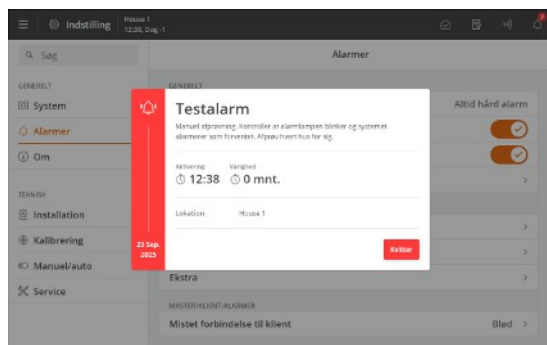 Indstilling
House 1
12:38, Dag -1
Søg
Alarmer
GENERELT
System
Alarmer
Om
TEKNISK
Installation
Kalibrering
Manuel/auto
Service
GENERELT
Altid hård alarm
Testalarm
Manuel afprøvning. Kontroller at alarmlampen blinker og systemet
alarmerer som forventet. Afprøv hvert hus for sig.
Aktivering
Varighed
12:38
0 mnt.
Lokation
House 1
23 Sep.
2025
Kvitter
Ekstra
MASTER/KLIENT-ALARMER
Mistet forbindelse til klient
Blød